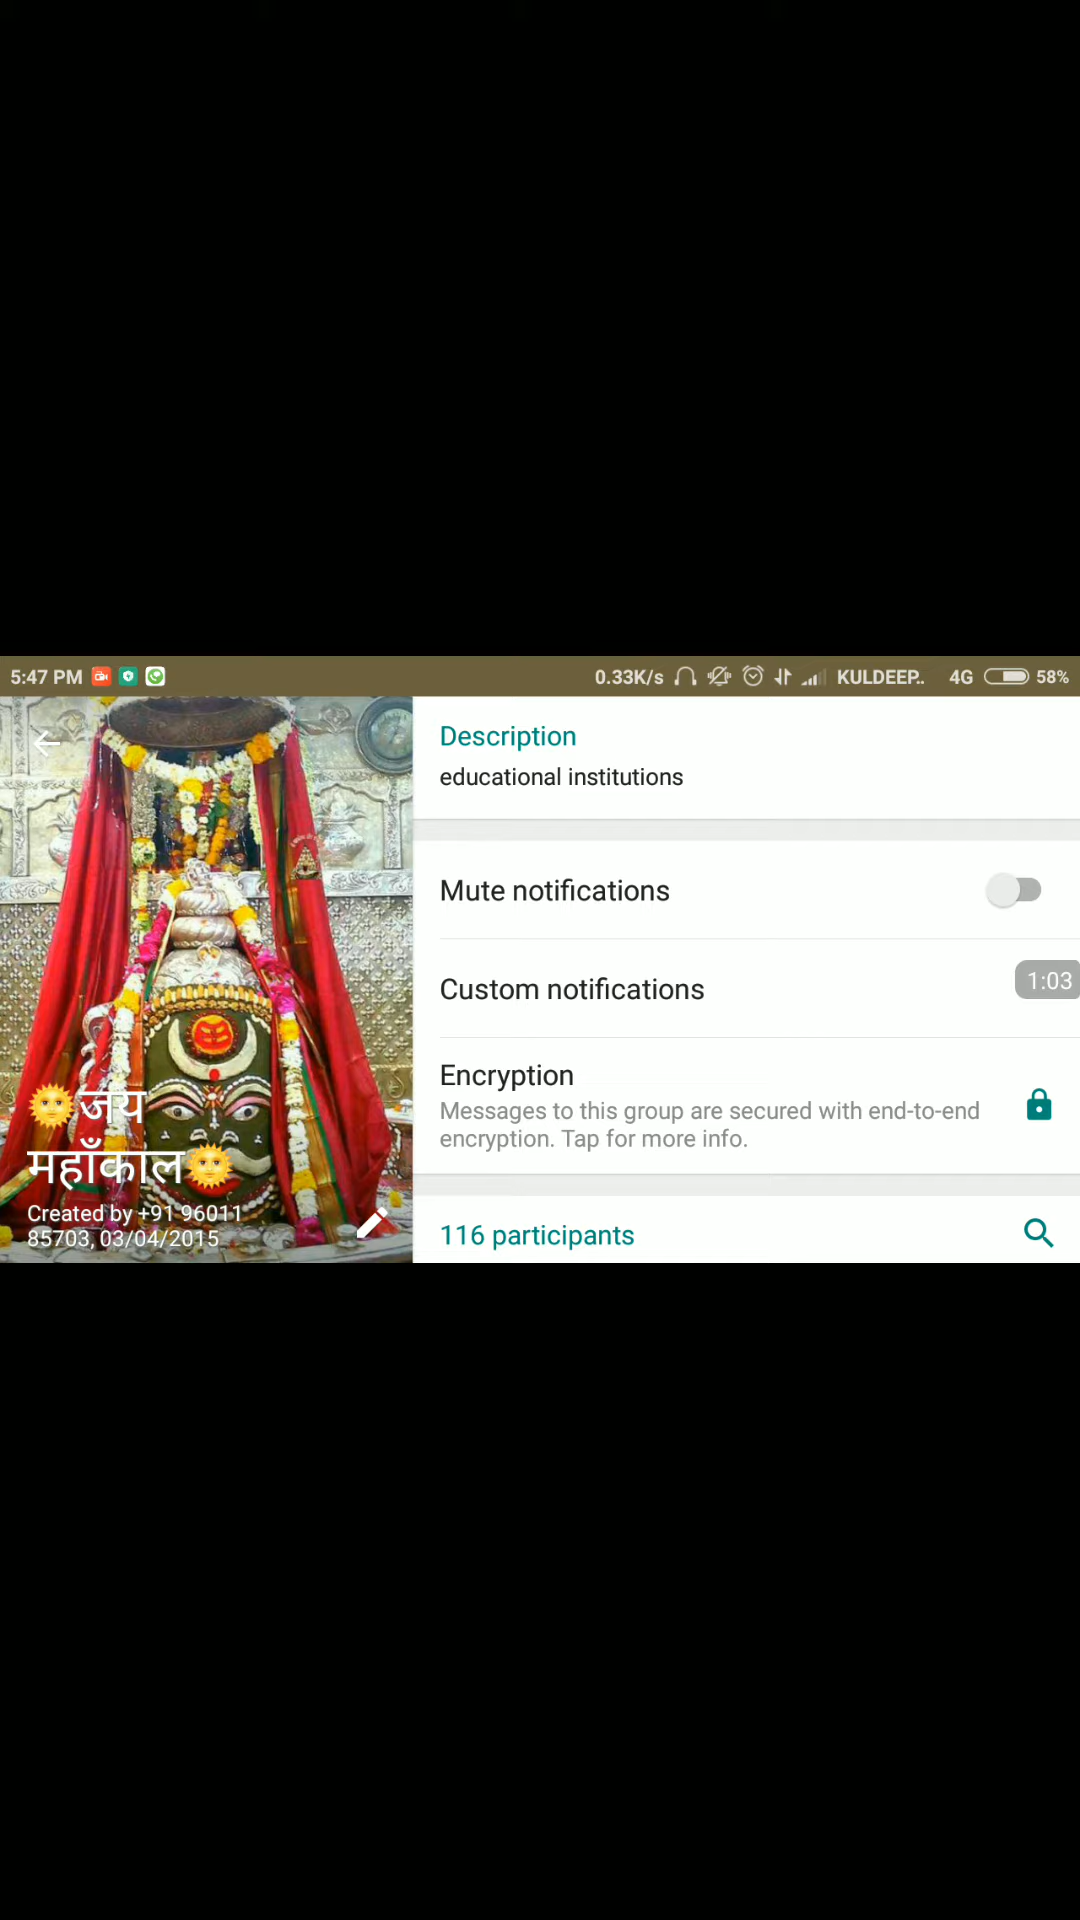 5:47 PM 0.33K/s KULDEEP.. 4G 58%
Description
educational institutions
Mute notifications
Custom notifications
1:03
Encryption
Messages to this group are secured with end-to-end
encryption. Tap for more info.
116 participants
🌞जय
महाँकाल🌞
Created by +91 96011
85703, 03/04/2015